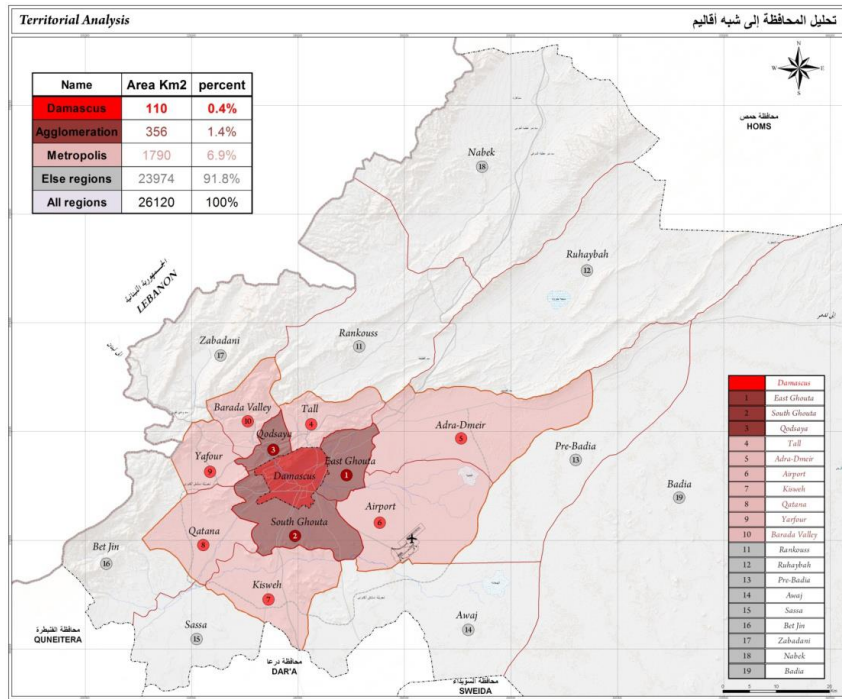 Territorial Analysis
تحليل المحافظة إلى شبه أقاليم
Name Area Km2 percent
Damascus 110 0.4%
Agglomeration 356 1.4%
Metropolis 1790 6.9%
Else regions 23974 91.8%
All regions 26120 100%
N
W E
S
محافظة حمص
HOMS
Nabek
18
Ruhaybah
12
الجمهورية اللبنانية
LEBANON
Zabadani
17
Rankouss
11
Barada Valley
10
Tall
4
Qodsaya
3
Adra-Dmeir
5
Yafour
9
East Ghouta
1
Damascus
Pre-Badia
13
Badia
19
Airport
6
South Ghouta
2
Qatana
8
Bet Jin
16
Kisweh
7
Awaj
14
Sassa
15
محافظة القنيطرة
QUNEITERA
محافظة درعا
DAR'A
محافظة السويداء
SWEIDA
Damascus
1 East Ghouta
2 South Ghouta
3 Qodsaya
4 Tall
5 Adra-Dmeir
6 Airport
7 Kisweh
8 Qatana
9 Yarfour
10 Barada Valley
11 Rankouss
12 Ruhaybah
13 Pre-Badia
14 Awaj
15 Sassa
16 Bet Jin
17 Zabadani
18 Nabek
19 Badia
0 5 10 20